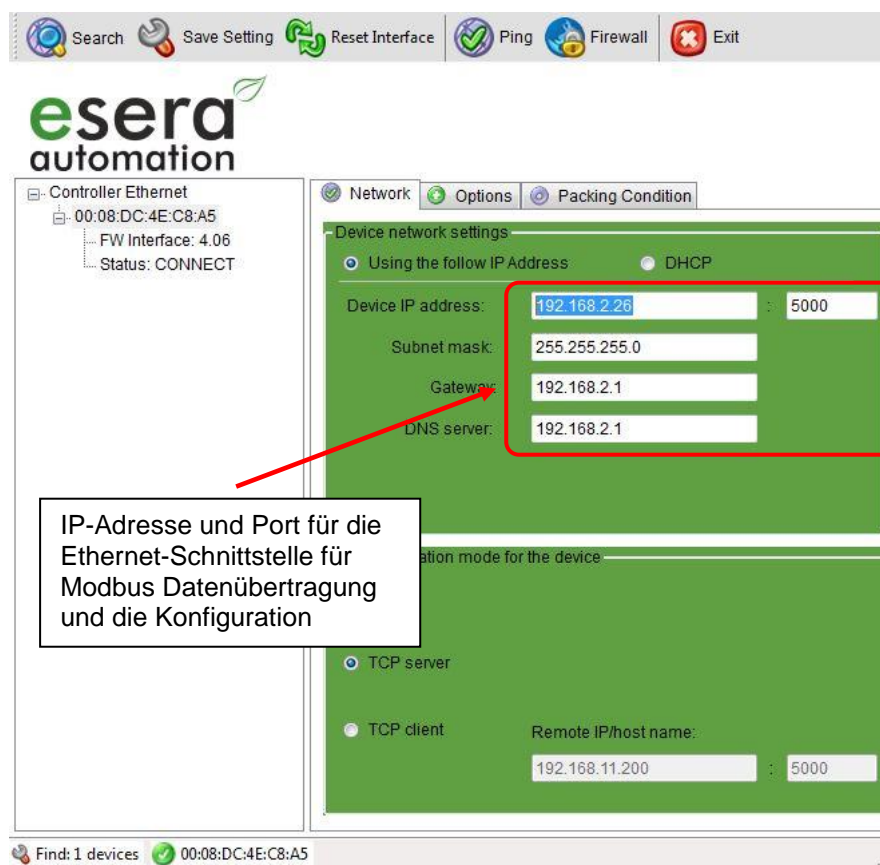 Search Save Setting Reset Interface Ping Firewall Exit
esera
automation
Controller Ethernet
00:08:DC:4E:C8:A5
FW Interface: 4.06
Status: CONNECT
Network Options Packing Condition
Device network settings
Using the follow IP Address DHCP
Device IP address: 192.168.2.26 : 5000
Subnet mask: 255.255.255.0
Gateway: 192.168.2.1
DNS server: 192.168.2.1
IP-Adresse und Port für die
Ethernet-Schnittstelle für
Modbus Datenübertragung
und die Konfiguration
mode for the device
TCP server
TCP client Remote IP/host name:
192.168.11.200 : 5000
Find: 1 devices 00:08:DC:4E:C8:A5